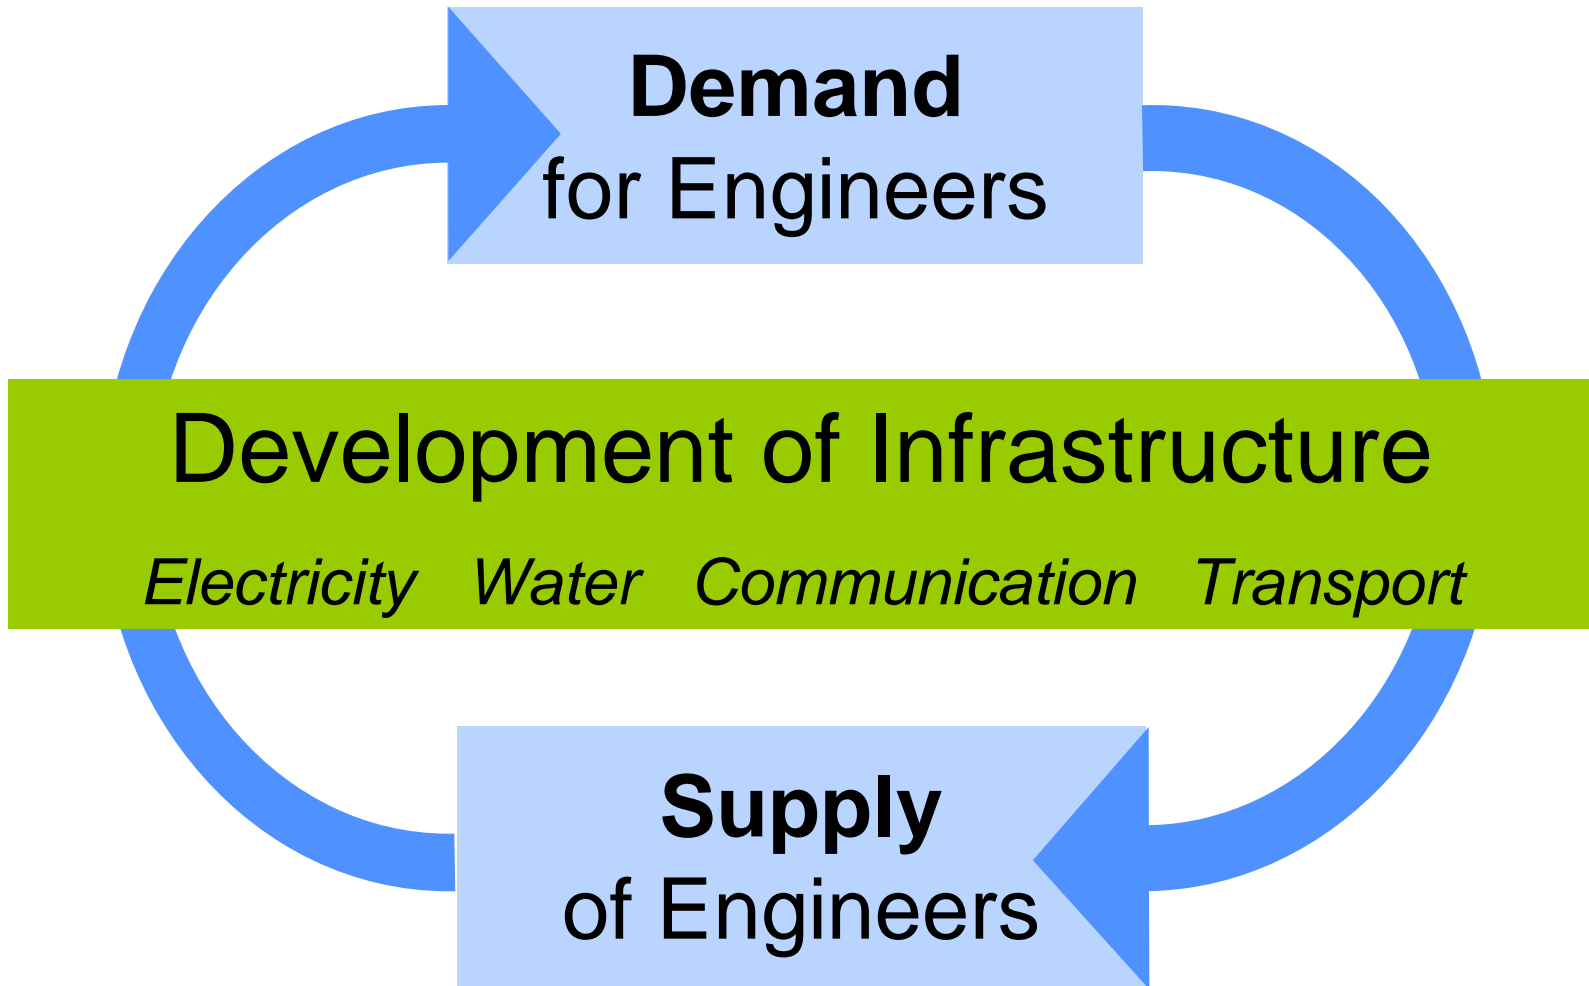 Demand
for Engineers
Development of Infrastructure
Electricity Water Communication Transport
Supply
of Engineers